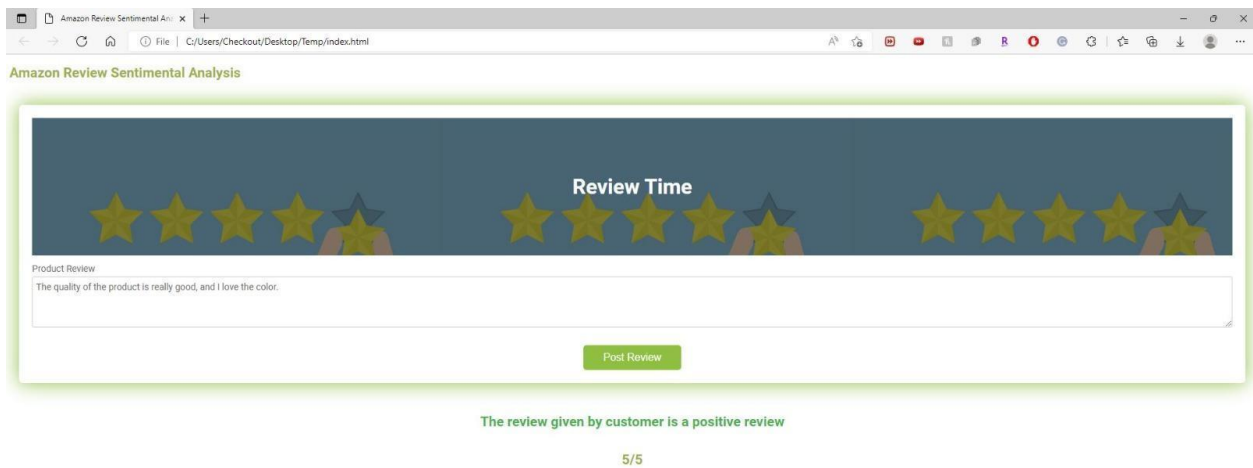 Amazon Review Sentimental An
File | C:/Users/Checkout/Desktop/Temp/index.html
Amazon Review Sentimental Analysis
Review Time
Product Review
The quality of the product is really good, and I love the color.
Post Review
The review given by customer is a positive review
5/5